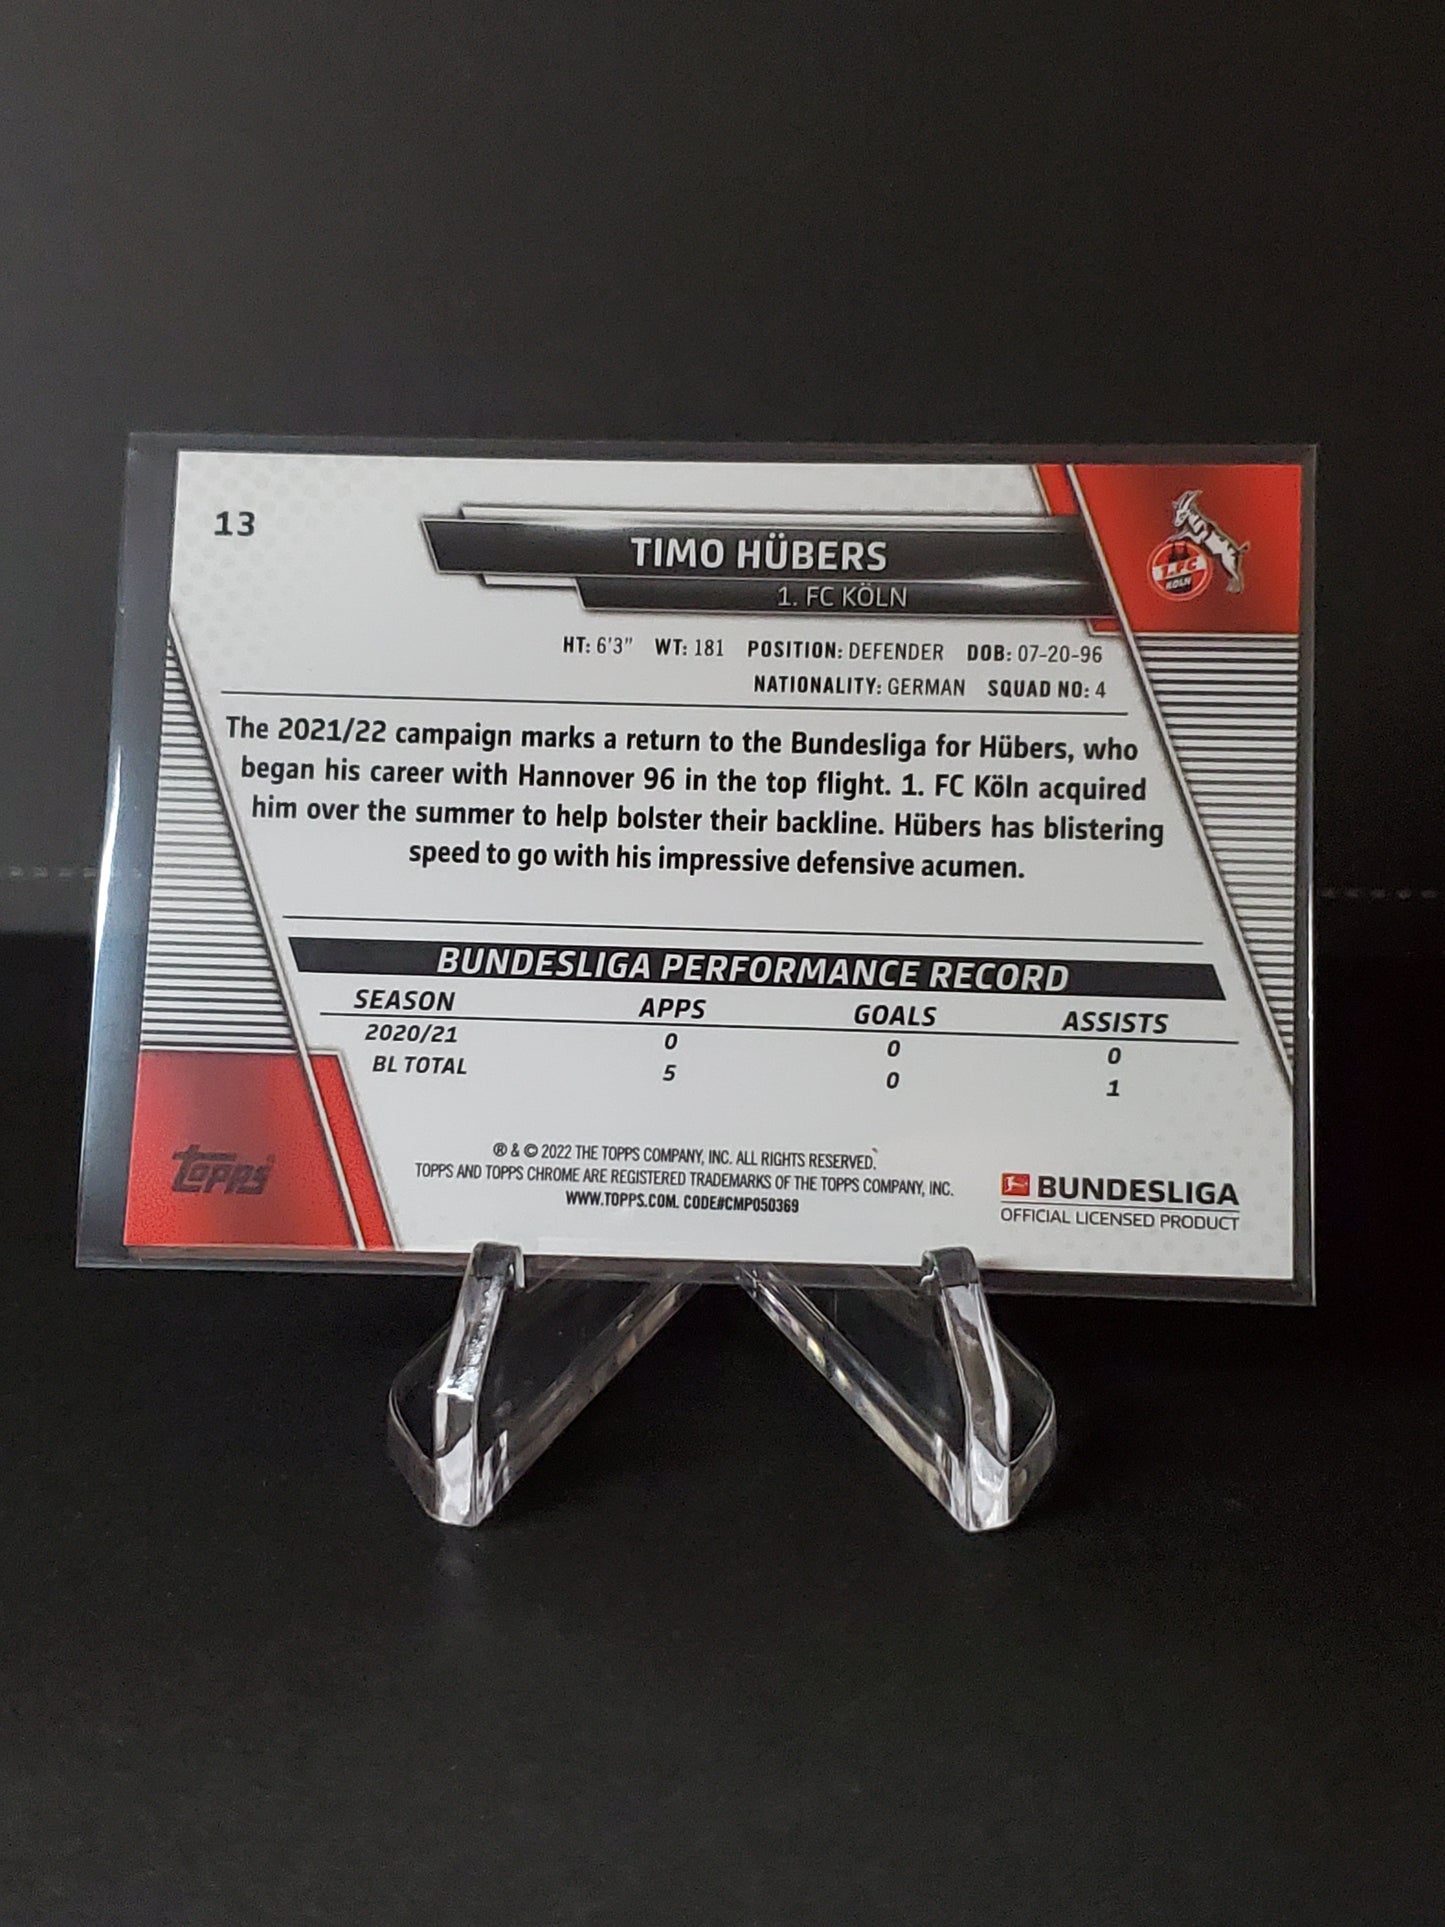 13
TIMO HÜBERS
1. FC KÖLN
1. FC
KÖLN
HT: 6'3" WT: 181 POSITION: DEFENDER DOB: 07-20-96
NATIONALITY: GERMAN SQUAD NO: 4
The 2021/22 campaign marks a return to the Bundesliga for Hübers, who
began his career with Hannover 96 in the top flight. 1. FC Köln acquired
him over the summer to help bolster their backline. Hübers has blistering
speed to go with his impressive defensive acumen.
BUNDESLIGA PERFORMANCE RECORD
SEASON APPS GOALS ASSISTS
2020/21 0 0 0
BL TOTAL 5 0 1
topps
® & © 2022 THE TOPPS COMPANY, INC. ALL RIGHTS RESERVED.
TOPPS AND TOPPS CHROME ARE REGISTERED TRADEMARKS OF THE TOPPS COMPANY, INC.
WWW.TOPPS.COM. CODE#CMP050369
BUNDESLIGA
OFFICIAL LICENSED PRODUCT